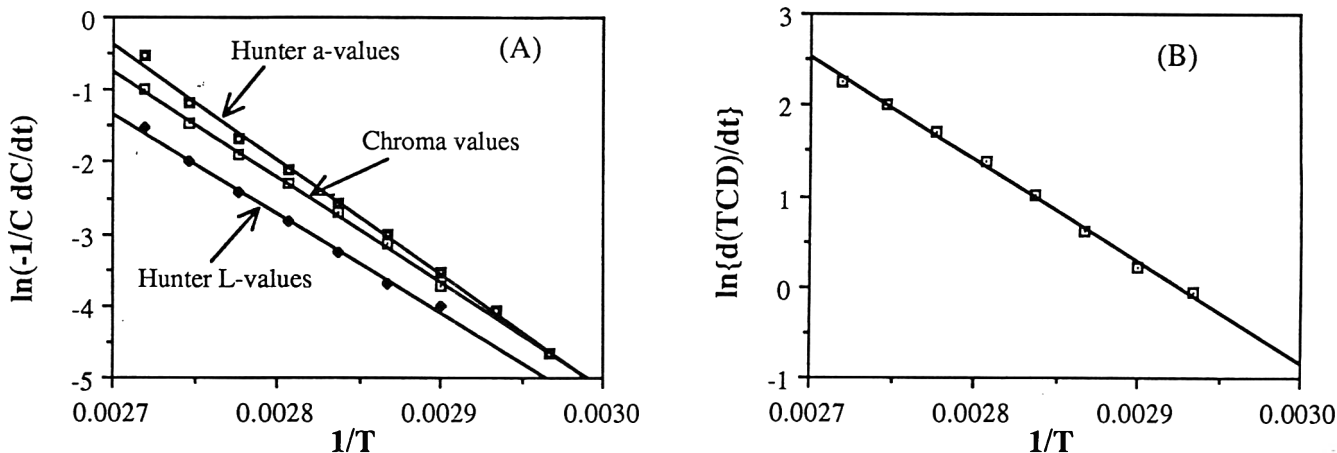 (A)
Hunter a-values
Chroma values
Hunter L-values
ln(-1/C dC/dt)
0
-1
-2
-3
-4
-5
0.0027
0.0028
0.0029
0.0030
1/T
(B)
ln{d(TCD)/dt}
3
2
1
0
-1
0.0027
0.0028
0.0029
0.0030
1/T